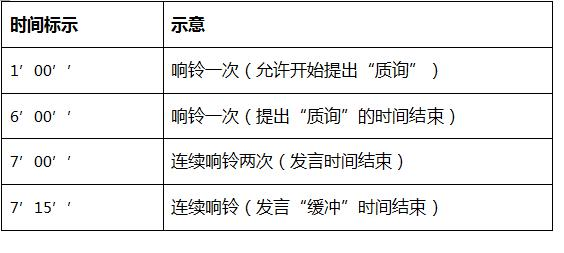 时间标示 示意
1′00′′ 响铃一次（允许开始提出“质询”）
6′00′′ 响铃一次（提出“质询”的时间结束）
7′00′′ 连续响铃两次（发言时间结束）
7′15′′ 连续响铃（发言“缓冲”时间结束）